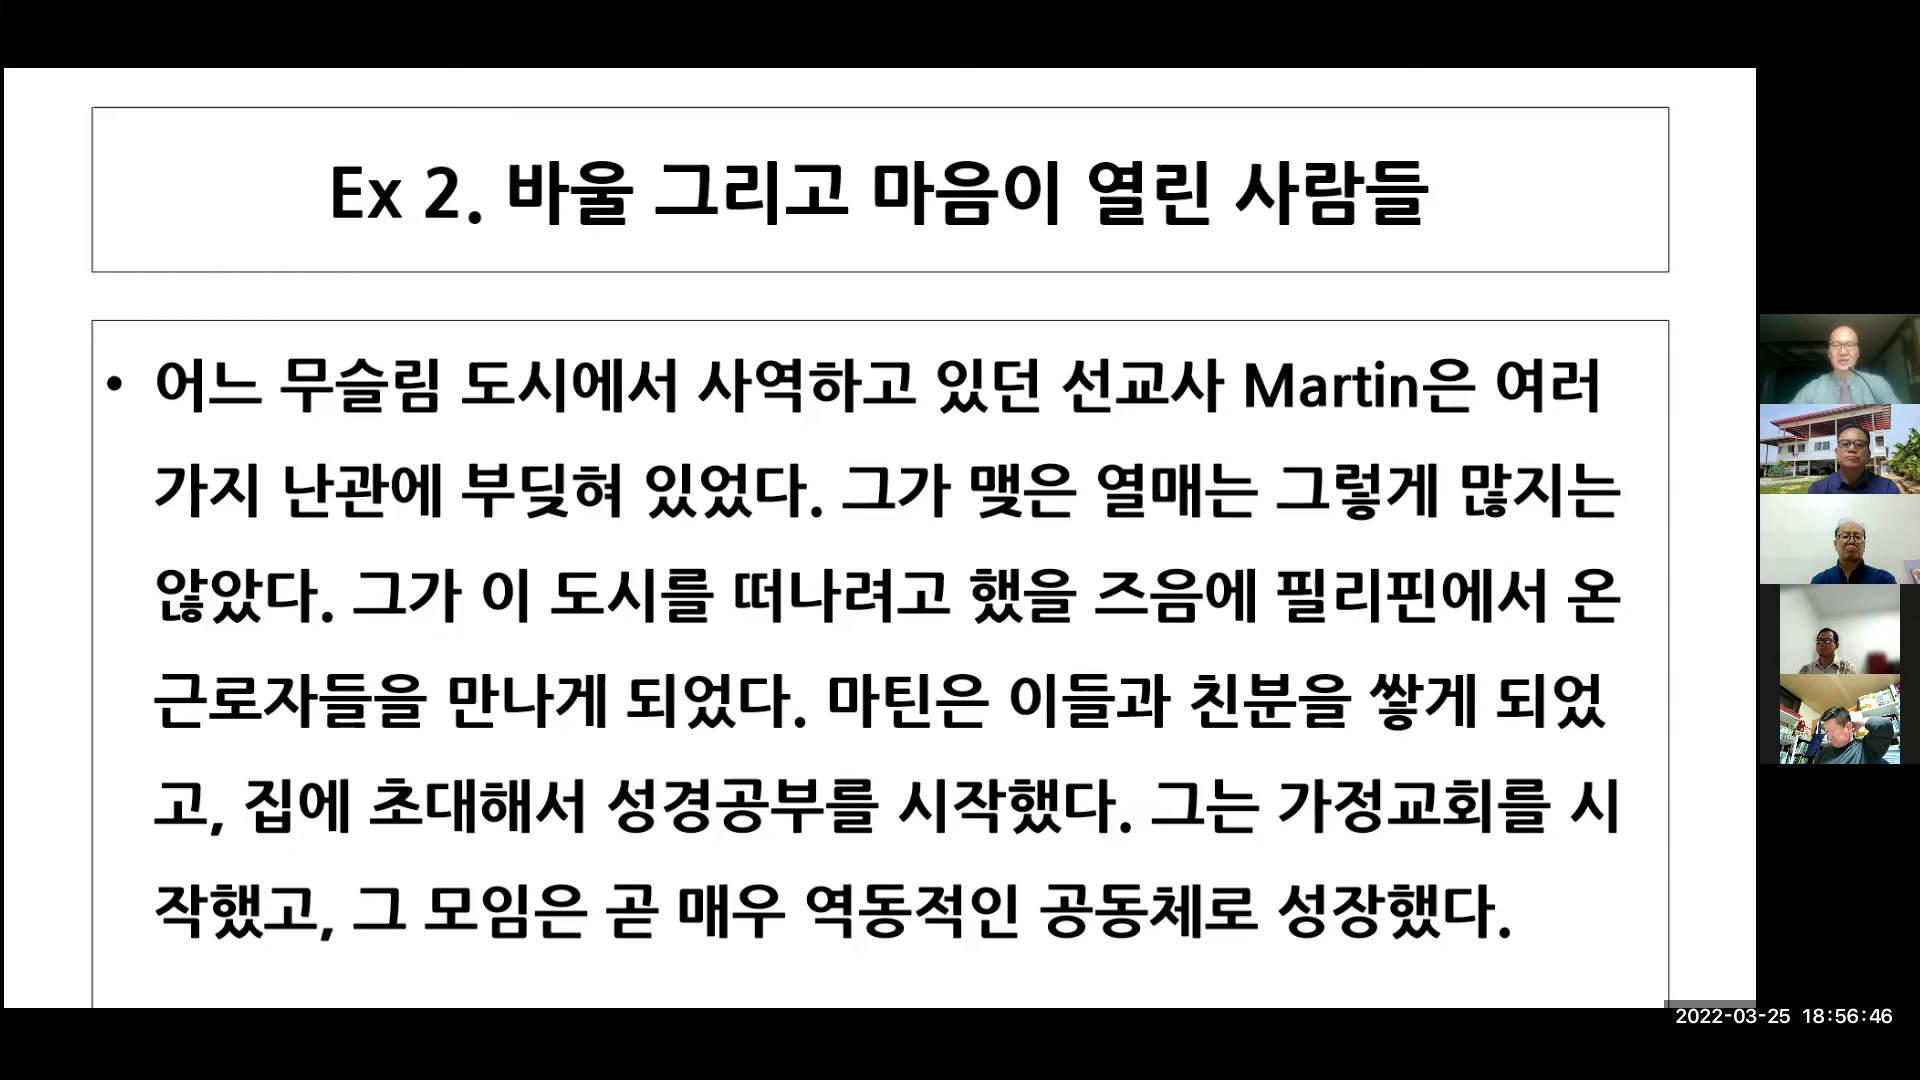 Ex 2. 바울 그리고 마음이 열린 사람들
• 어느 무슬림 도시에서 사역하고 있던 선교사 Martin은 여러
가지 난관에 부딪혀 있었다. 그가 맺은 열매는 그렇게 많지는
않았다. 그가 이 도시를 떠나려고 했을 즈음에 필리핀에서 온
근로자들을 만나게 되었다. 마틴은 이들과 친분을 쌓게 되었
고, 집에 초대해서 성경공부를 시작했다. 그는 가정교회를 시
작했고, 그 모임은 곧 매우 역동적인 공동체로 성장했다.
2022-03-25 18:56:46